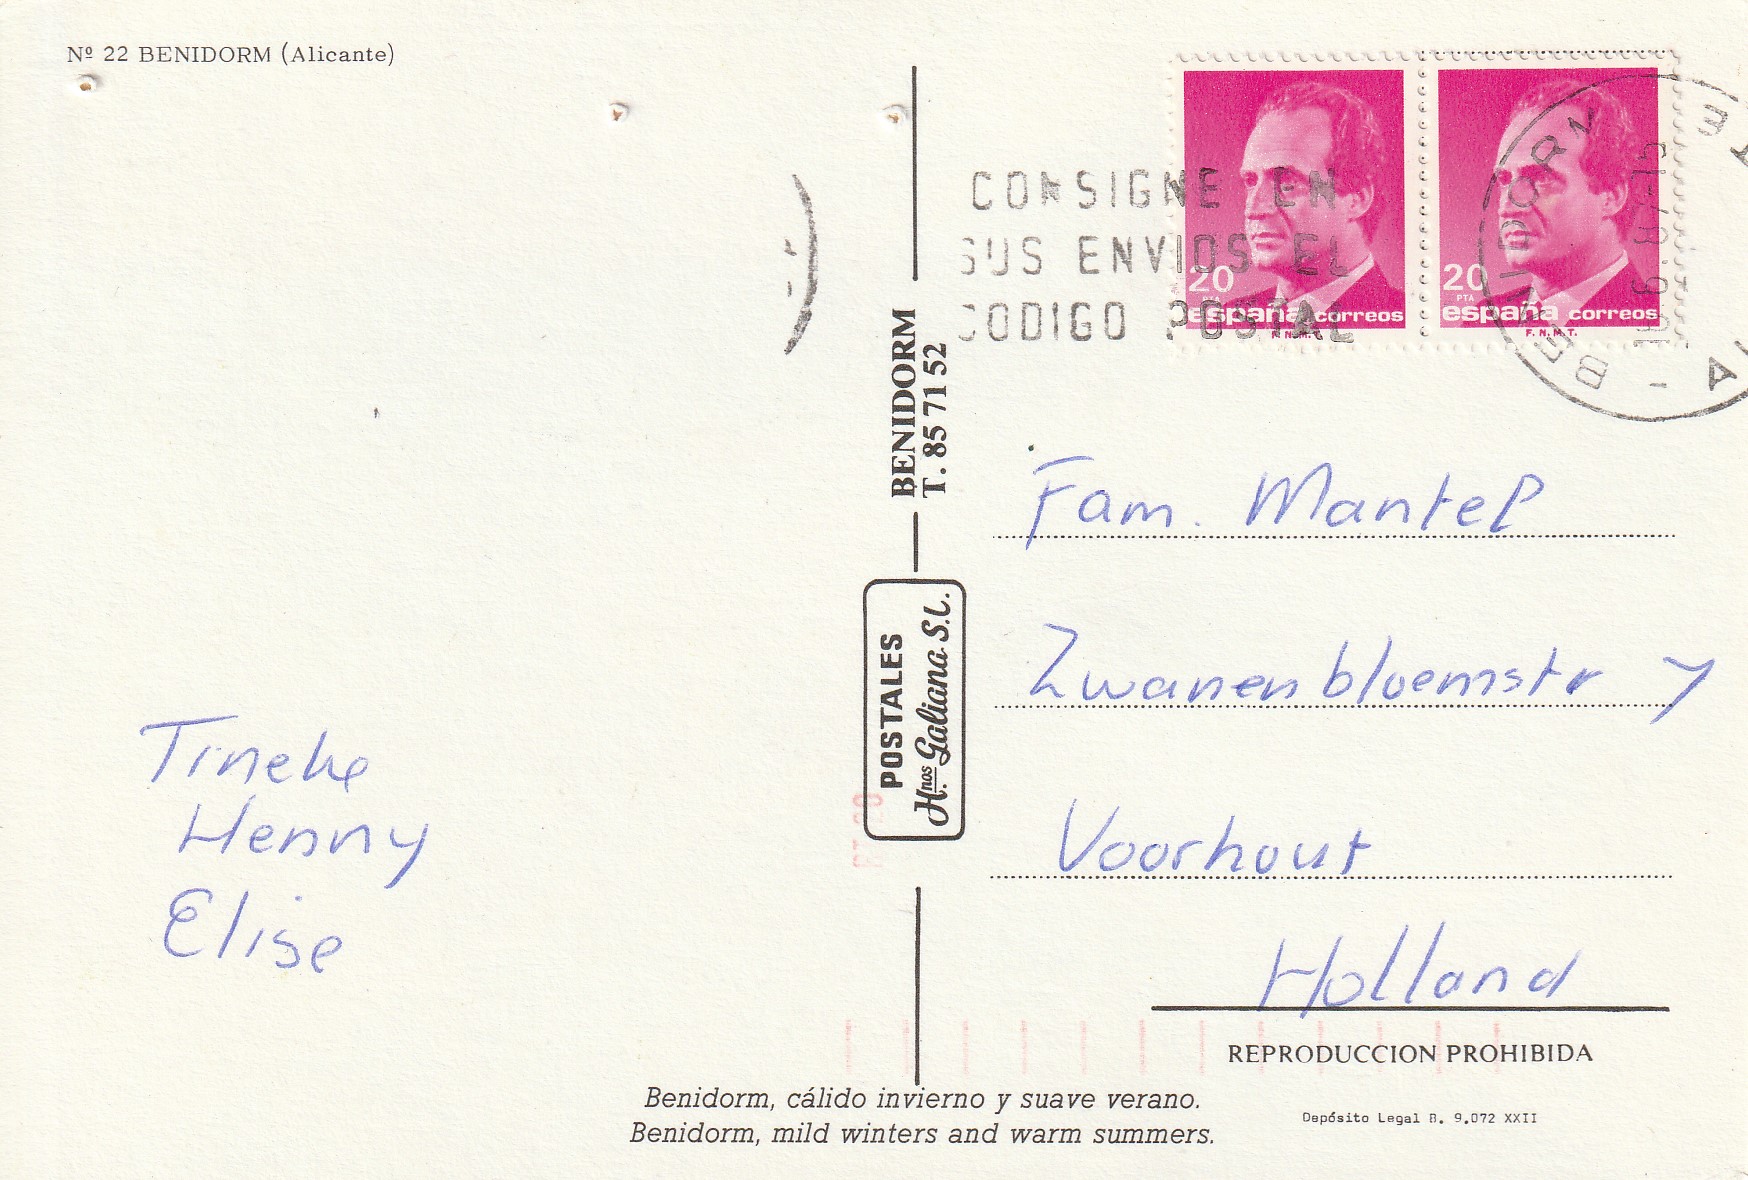 Nº 22 BENIDORM (Alicante)
CONSIGNE EN
SUS ENVIOS EL
CODIGO POSTAL
20
PTA
españa correos
F.N.M.T.
20
PTA
españa correos
F.N.M.T.
BENIDORM
BENIDORM
T. 85 71 52
POSTALES
Hnos Galiana S.L.
Fam. Mantel
Zwanenbloemstr 7
Voorhout
Holland
Tineke
Henny
Elise
REPRODUCCION PROHIBIDA
Benidorm, cálido invierno y suave verano.
Benidorm, mild winters and warm summers.
Depósito Legal B. 9.072 XXII